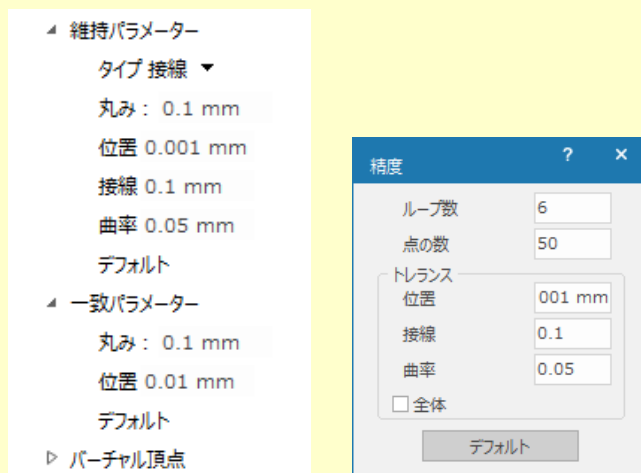 維持パラメーター
タイプ 接線
丸み： 0.1 mm
位置 0.001 mm
接線 0.1 mm
曲率 0.05 mm
デフォルト
一致パラメーター
丸み： 0.1 mm
位置 0.01 mm
デフォルト
バーチャル頂点
精度 ? ×
ループ数 6
点の数 50
トレランス
位置 001 mm
接線 0.1
曲率 0.05
全体
デフォルト